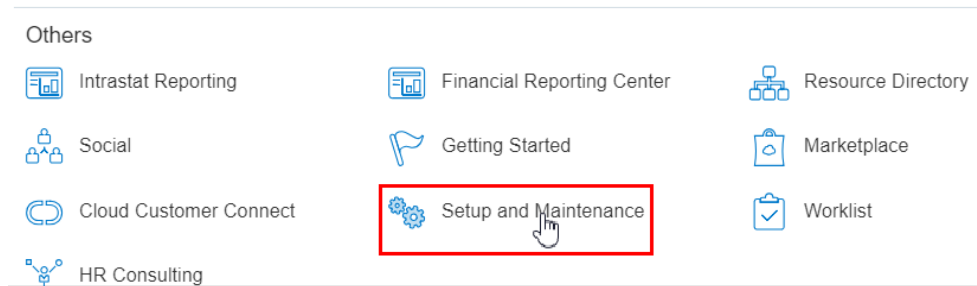 Others
Intrastat Reporting
Financial Reporting Center
Resource Directory
Social
Getting Started
Marketplace
Cloud Customer Connect
Setup and Maintenance
Worklist
HR Consulting